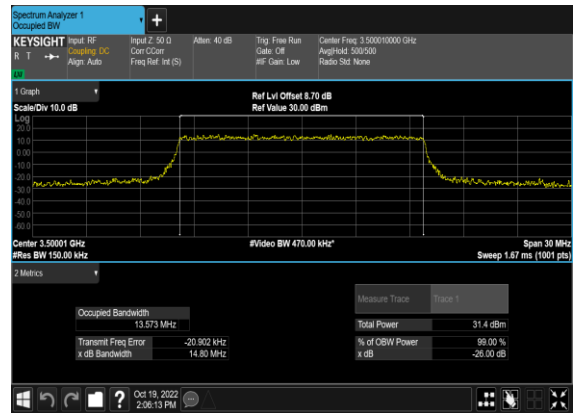 Spectrum Analyzer 1
Occupied BW
+
KEYSIGHT Input: RF Input Z: 50 Ω Atten: 40 dB Trig: Free Run Center Freq: 3.500010000 GHz
R T Coupling: DC Corr CCorr Gate: Off Avg|Hold: 500/500
Align: Auto Freq Ref: Int (S) #IF Gain: Low Radio Std: None
1 Graph
Ref Lvl Offset 8.70 dB
Scale/Div 10.0 dB Ref Value 30.00 dBm
Log
20.0
10.0
0.00
-10.0
-20.0
-30.0
-40.0
-50.0
-60.0
Center 3.50001 GHz #Video BW 470.00 kHz* Span 30 MHz
#Res BW 150.00 kHz Sweep 1.67 ms (1001 pts)
2 Metrics
Measure Trace Trace 1
Occupied Bandwidth
13.573 MHz Total Power 31.4 dBm
Transmit Freq Error -20.902 kHz % of OBW Power 99.00 %
x dB Bandwidth 14.80 MHz x dB -26.00 dB
? Oct 19, 2022
2:06:13 PM